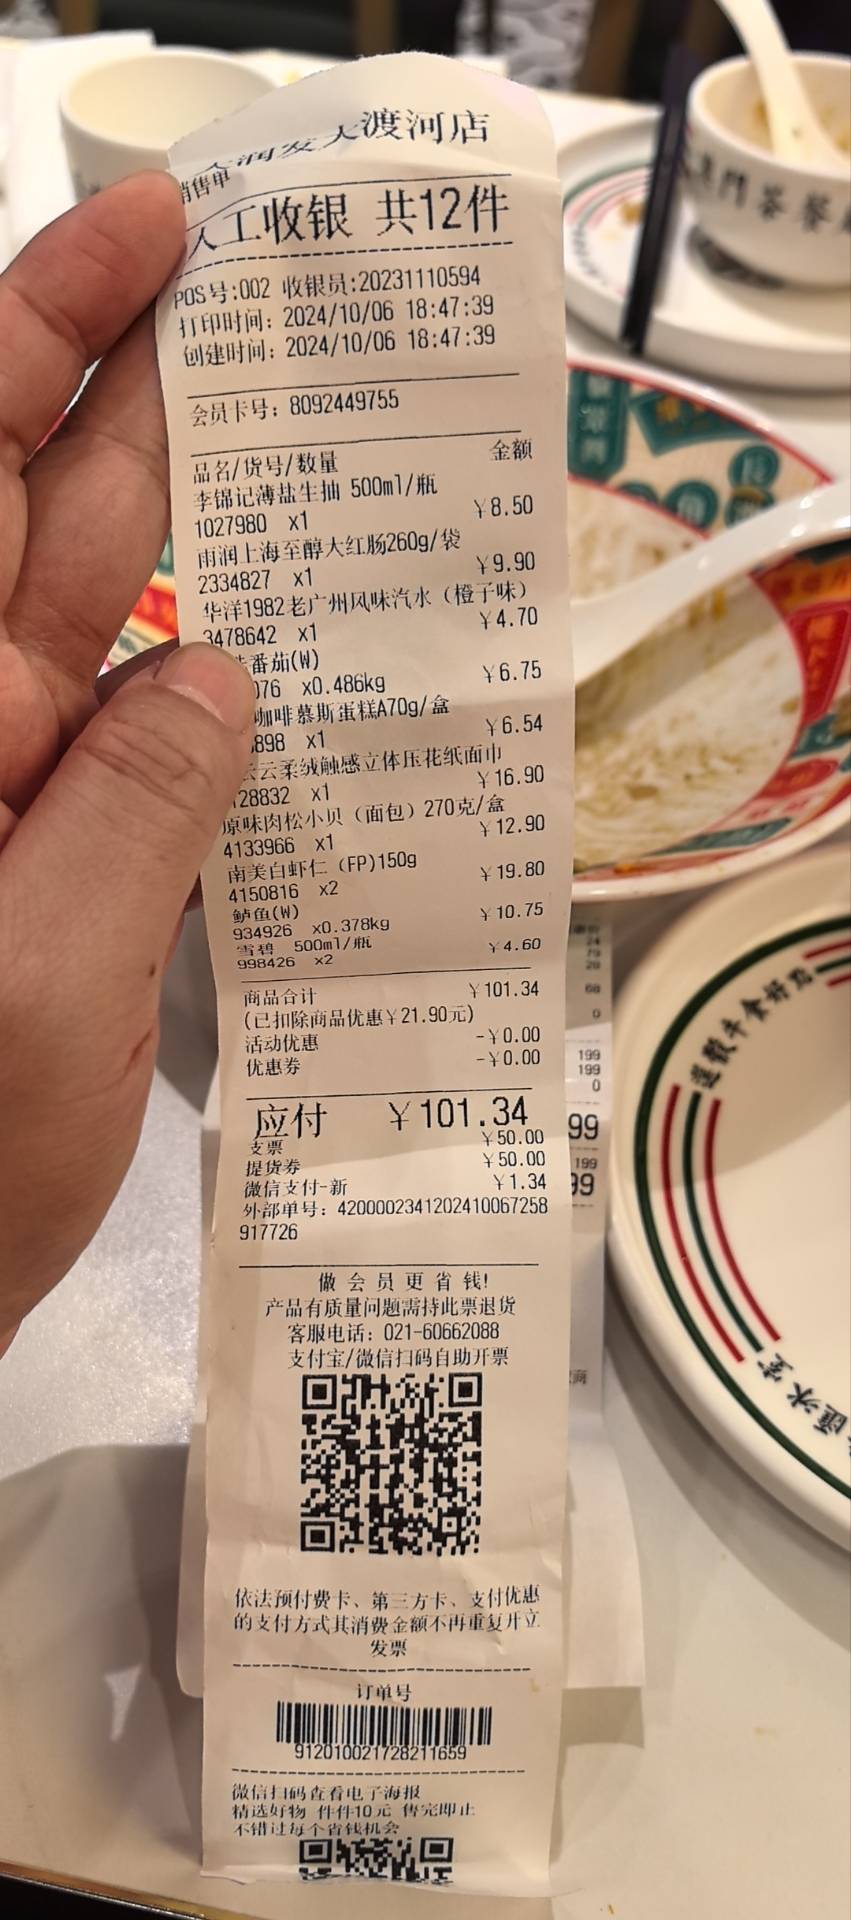 大润发大渡河店
销售单
人工收银 共12件
POS号:002 收银员:20231110594
打印时间: 2024/10/06 18:47:39
创建时间: 2024/10/06 18:47:39
会员卡号: 8092449755
品名/货号/数量 金额
李锦记薄盐生抽 500ml/瓶
1027980 x1 ￥8.50
雨润上海至醇大红肠260g/袋
2334827 x1 ￥9.90
华洋1982老广州风味汽水（橙子味）
3478642 x1 ￥4.70
番茄(W)
076 x0.486kg ￥6.75
咖啡慕斯蛋糕A70g/盒
898 x1 ￥6.54
云柔绒触感立体压花纸面巾
128832 x1 ￥16.90
原味肉松小贝（面包）270克/盒
4133966 x1 ￥12.90
南美白虾仁（FP)150g
4150816 x2 ￥19.80
鲈鱼(W)
934926 x0.378kg ￥10.75
雪碧 500ml/瓶
998426 x2 ￥4.60
商品合计 ￥101.34
(已扣除商品优惠￥21.90元)
活动优惠 -￥0.00
优惠券 -￥0.00
应付 ￥101.34
支票 ￥50.00
提货券 ￥50.00
微信支付-新 ￥1.34
外部单号: 4200002341202410067258
917726
做会员更省钱!
产品有质量问题需持此票退货
客服电话: 021-60662088
支付宝/微信扫码自助开票
依法预付费卡、第三方卡、支付优惠
的支付方式其消费金额不再重复开立
发票
订单号
912010021728211659
微信扫码查看电子海报
精选好物 件件10元 售完即止
不错过每个省钱机会
199
199
0
99
199
99